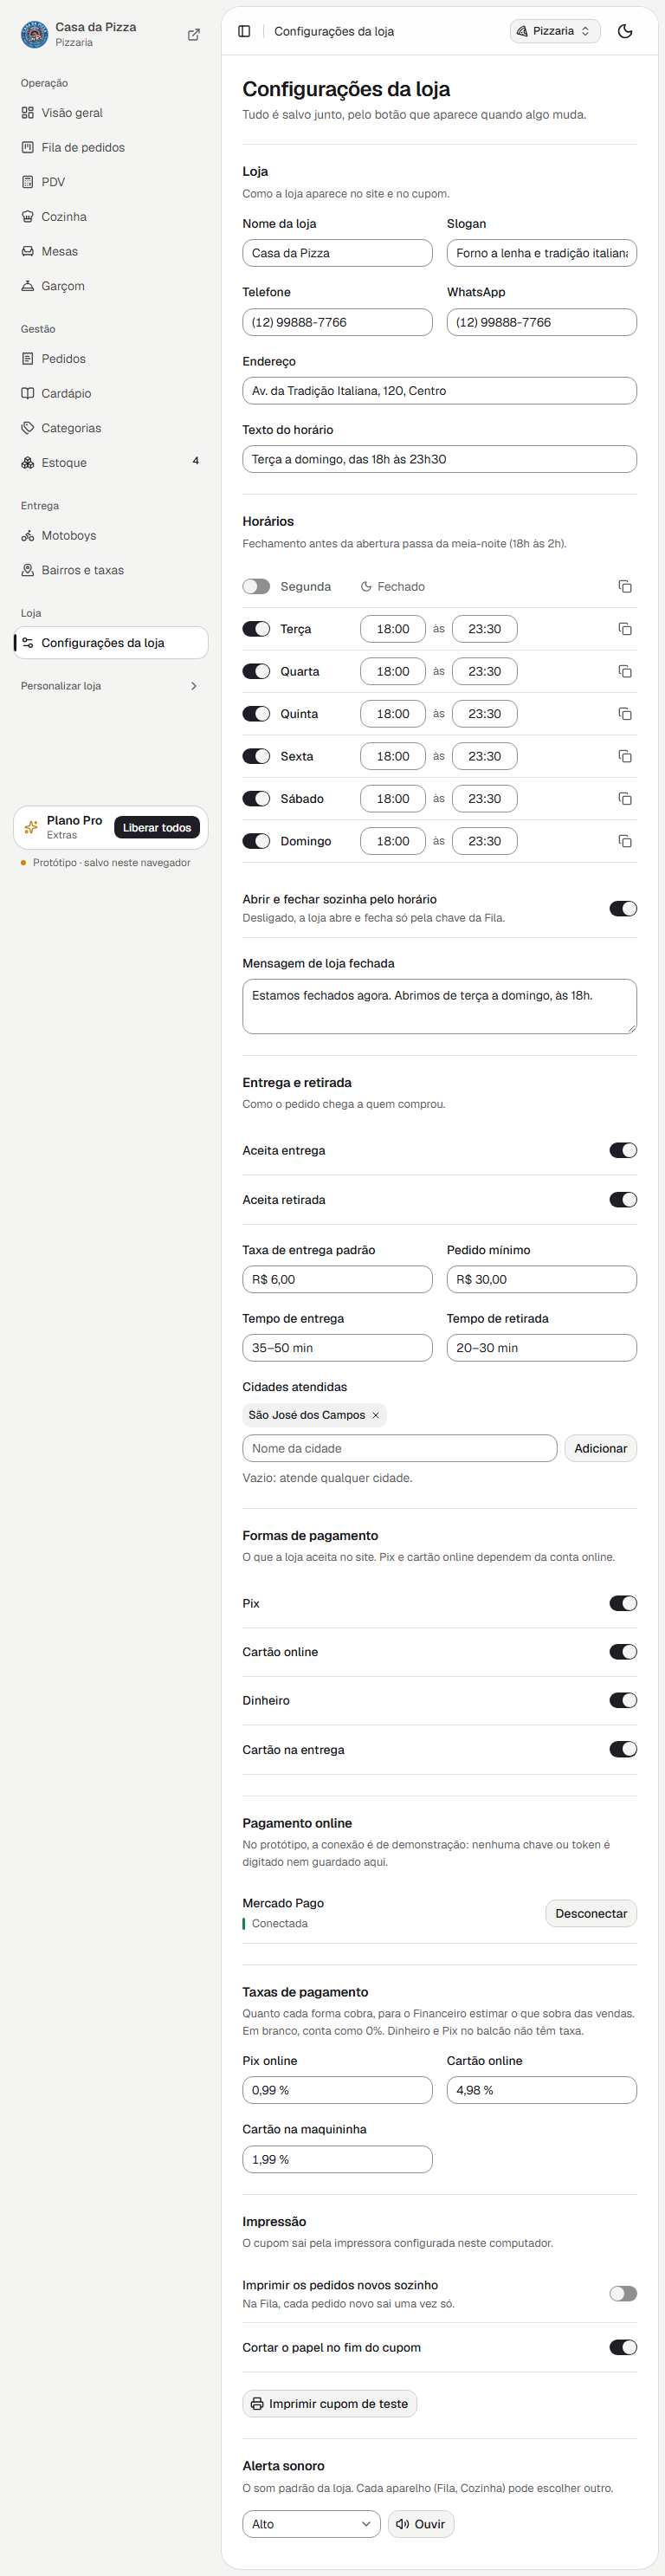 Casa da Pizza
Pizzaria
Operação
Visão geral
Fila de pedidos
PDV
Cozinha
Mesas
Garçom
Gestão
Pedidos
Cardápio
Categorias
Estoque 4
Entrega
Motoboys
Bairros e taxas
Loja
Configurações da loja
Personalizar loja
Plano Pro
Extras
Liberar todos
Protótipo · salvo neste navegador
Configurações da loja
Pizzaria
Configurações da loja
Tudo é salvo junto, pelo botão que aparece quando algo muda.
Loja
Como a loja aparece no site e no cupom.
Nome da loja Slogan
Casa da Pizza Forno a lenha e tradição italian
Telefone WhatsApp
(12) 99888-7766 (12) 99888-7766
Endereço
Av. da Tradição Italiana, 120, Centro
Texto do horário
Terça a domingo, das 18h às 23h30
Horários
Fechamento antes da abertura passa da meia-noite (18h às 2h).
Segunda Fechado
Terça 18:00 às 23:30
Quarta 18:00 às 23:30
Quinta 18:00 às 23:30
Sexta 18:00 às 23:30
Sábado 18:00 às 23:30
Domingo 18:00 às 23:30
Abrir e fechar sozinha pelo horário
Desligado, a loja abre e fecha só pela chave da Fila.
Mensagem de loja fechada
Estamos fechados agora. Abrimos de terça a domingo, às 18h.
Entrega e retirada
Como o pedido chega a quem comprou.
Aceita entrega
Aceita retirada
Taxa de entrega padrão Pedido mínimo
R$ 6,00 R$ 30,00
Tempo de entrega Tempo de retirada
35–50 min 20–30 min
Cidades atendidas
São José dos Campos ×
Nome da cidade Adicionar
Vazio: atende qualquer cidade.
Formas de pagamento
O que a loja aceita no site. Pix e cartão online dependem da conta online.
Pix
Cartão online
Dinheiro
Cartão na entrega
Pagamento online
No protótipo, a conexão é de demonstração: nenhuma chave ou token é
digitado nem guardado aqui.
Mercado Pago
Conectada
Desconectar
Taxas de pagamento
Quanto cada forma cobra, para o Financeiro estimar o que sobra das vendas.
Em branco, conta como 0%. Dinheiro e Pix no balcão não têm taxa.
Pix online Cartão online
0,99 % 4,98 %
Cartão na maquininha
1,99 %
Impressão
O cupom sai pela impressora configurada neste computador.
Imprimir os pedidos novos sozinho
Na Fila, cada pedido novo sai uma vez só.
Cortar o papel no fim do cupom
Imprimir cupom de teste
Alerta sonoro
O som padrão da loja. Cada aparelho (Fila, Cozinha) pode escolher outro.
Alto Ouvir